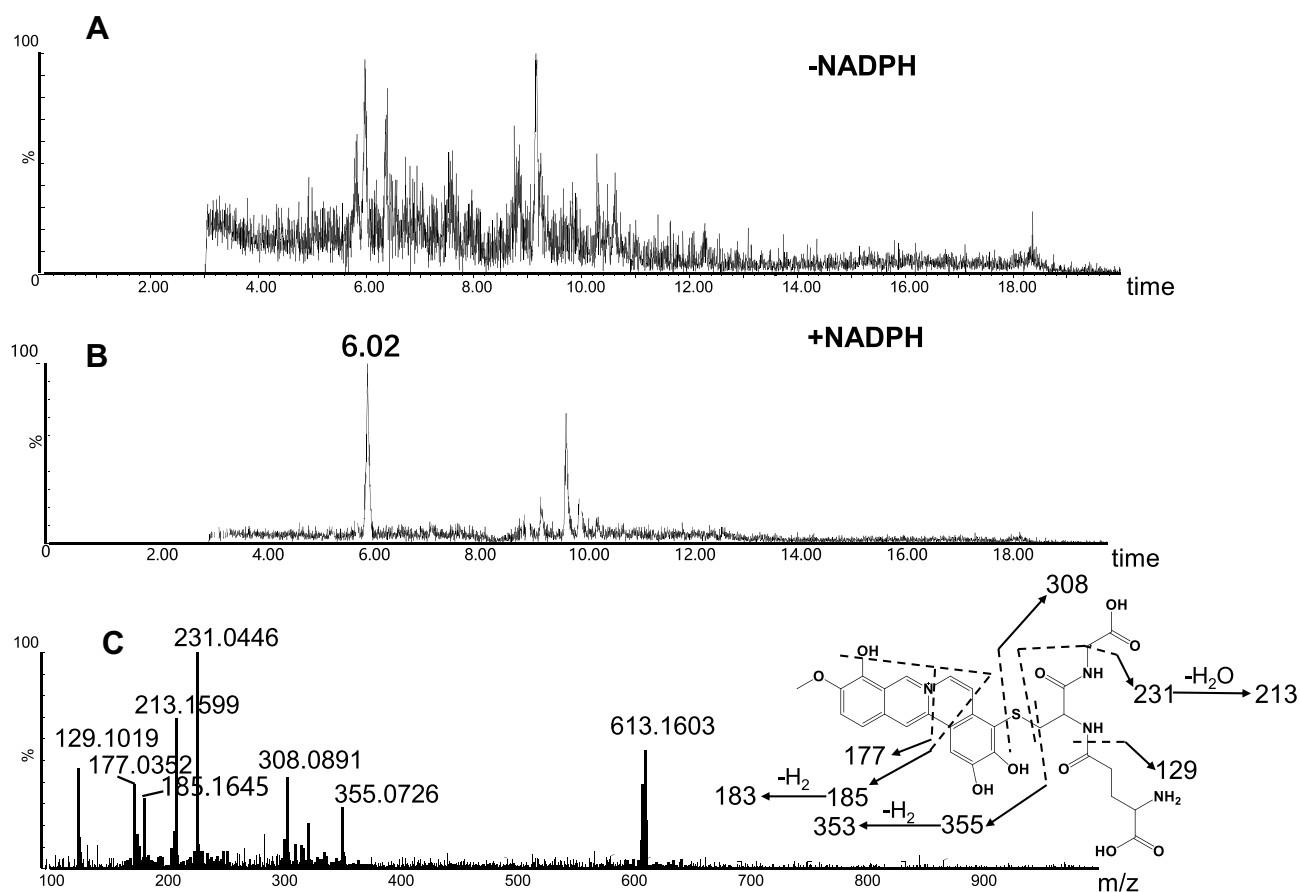 A
-NADPH
100
%
0
2.00 4.00 6.00 8.00 10.00 12.00 14.00 16.00 18.00
time
B
+NADPH
100
6.02
%
0
2.00 4.00 6.00 8.00 10.00 12.00 14.00 16.00 18.00
time
C
100
%
231.0446
213.1599
129.1019
177.0352
185.1645
308.0891
355.0726
613.1603
100 200 300 400 500 600 700 800 900
m/z
308
OH
O
NH
O
231 -H2O 213
S
NH
129
O
NH2
HO O
OH
O
N
OH
OH
177
183 -H2 185
353 -H2 355